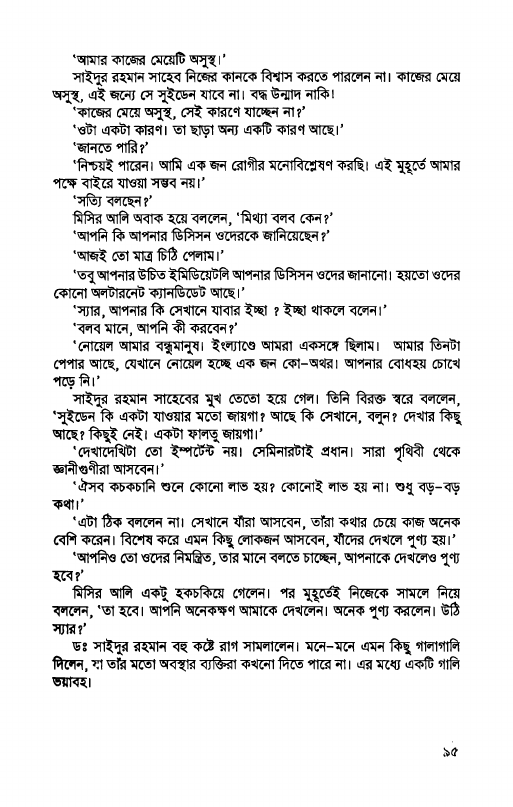 ‘আমার কাজের মেয়েটি অসুস্থ।’
সাইদুর রহমান সাহেব নিজের কানকে বিশ্বাস করতে পারলেন না। কাজের মেয়ে
অসুস্থ, এই জন্যে সে সুইডেন যাবে না। বদ্ধ উন্মাদ নাকি!
‘কাজের মেয়ে অসুস্থ, সেই কারণে যাচ্ছেন না?’
‘ওটা একটা কারণ। তা ছাড়া অন্য একটি কারণ আছে।’
‘জানতে পারি?’
‘নিশ্চয়ই পারেন। আমি এক জন রোগীর মনোবিশ্লেষণ করছি। এই মুহূর্তে আমার
পক্ষে বাইরে যাওয়া সম্ভব নয়।’
‘সত্যি বলছেন?’
মিসির আলি অবাক হয়ে বললেন, ‘মিথ্যা বলব কেন?’
‘আপনি কি আপনার ডিসিসন ওদেরকে জানিয়েছেন?’
‘আজই তো মাত্র চিঠি পেলাম।’
‘তবু আপনার উচিত ইমিডিয়েটলি আপনার ডিসিসন ওদের জানানো। হয়তো ওদের
কোনো অলটারনেট ক্যানডিডেট আছে।’
‘স্যার, আপনার কি সেখানে যাবার ইচ্ছা ? ইচ্ছা থাকলে বলেন।’
‘বলব মানে, আপনি কী করবেন?’
‘নোয়েল আমার বন্ধুমানুষ। ইংল্যাণ্ডে আমরা একসঙ্গে ছিলাম। আমার তিনটা
পেপার আছে, যেখানে নোয়েল হচ্ছে এক জন কো-অথর। আপনার বোধহয় চোখে
পড়ে নি।’
সাইদুর রহমান সাহেবের মুখ তেতো হয়ে গেল। তিনি বিরক্ত স্বরে বললেন,
‘সুইডেন কি একটা যাওয়ার মতো জায়গা? আছে কি সেখানে, বলুন? দেখার কিছু
আছে? কিছুই নেই। একটা ফালতু জায়গা।’
‘দেখাদেখিটা তো ইম্পর্টেন্ট নয়। সেমিনারটাই প্রধান। সারা পৃথিবী থেকে
জ্ঞানীগুণীরা আসবেন।’
‘ঐসব কচকচানি শুনে কোনো লাভ হয়? কোনোই লাভ হয় না। শুধু বড়-বড়
কথা।’
‘এটা ঠিক বললেন না। সেখানে যাঁরা আসবেন, তাঁরা কথার চেয়ে কাজ অনেক
বেশি করেন। বিশেষ করে এমন কিছু লোকজন আসবেন, যাঁদের দেখলে পুণ্য হয়।’
‘আপনিও তো ওদের নিমন্ত্রিত, তার মানে বলতে চাচ্ছেন, আপনাকে দেখলেও পুণ্য
হবে?’
মিসির আলি একটু হকচকিয়ে গেলেন। পর মুহূর্তেই নিজেকে সামলে নিয়ে
বললেন, ‘তা হবে। আপনি অনেকক্ষণ আমাকে দেখলেন। অনেক পুণ্য করলেন। উঠি
স্যার?’
ডঃ সাইদুর রহমান বহু কষ্টে রাগ সামলালেন। মনে-মনে এমন কিছু গালাগালি
দিলেন, যা তাঁর মতো অবস্থার ব্যক্তিরা কখনো দিতে পারে না। এর মধ্যে একটি গালি
ভয়াবহ।
৯৫